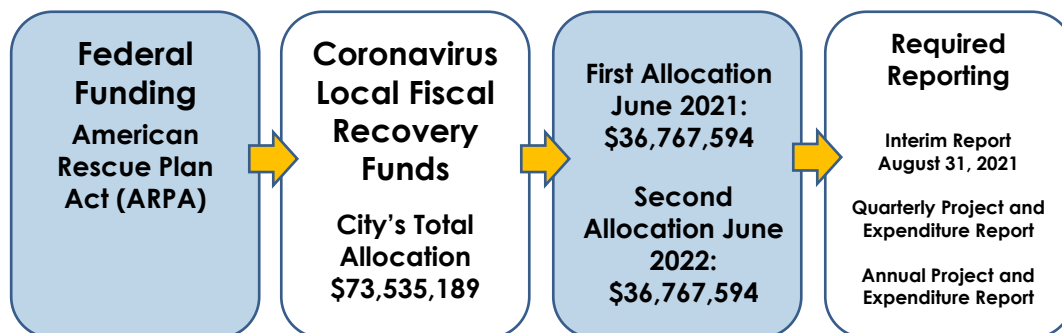 Federal
Funding
American
Rescue Plan
Act (ARPA)
Coronavirus
Local Fiscal
Recovery
Funds
City’s Total
Allocation
$73,535,189
First Allocation
June 2021:
$36,767,594
Second
Allocation June
2022:
$36,767,594
Required
Reporting
Interim Report
August 31, 2021
Quarterly Project and
Expenditure Report
Annual Project and
Expenditure Report